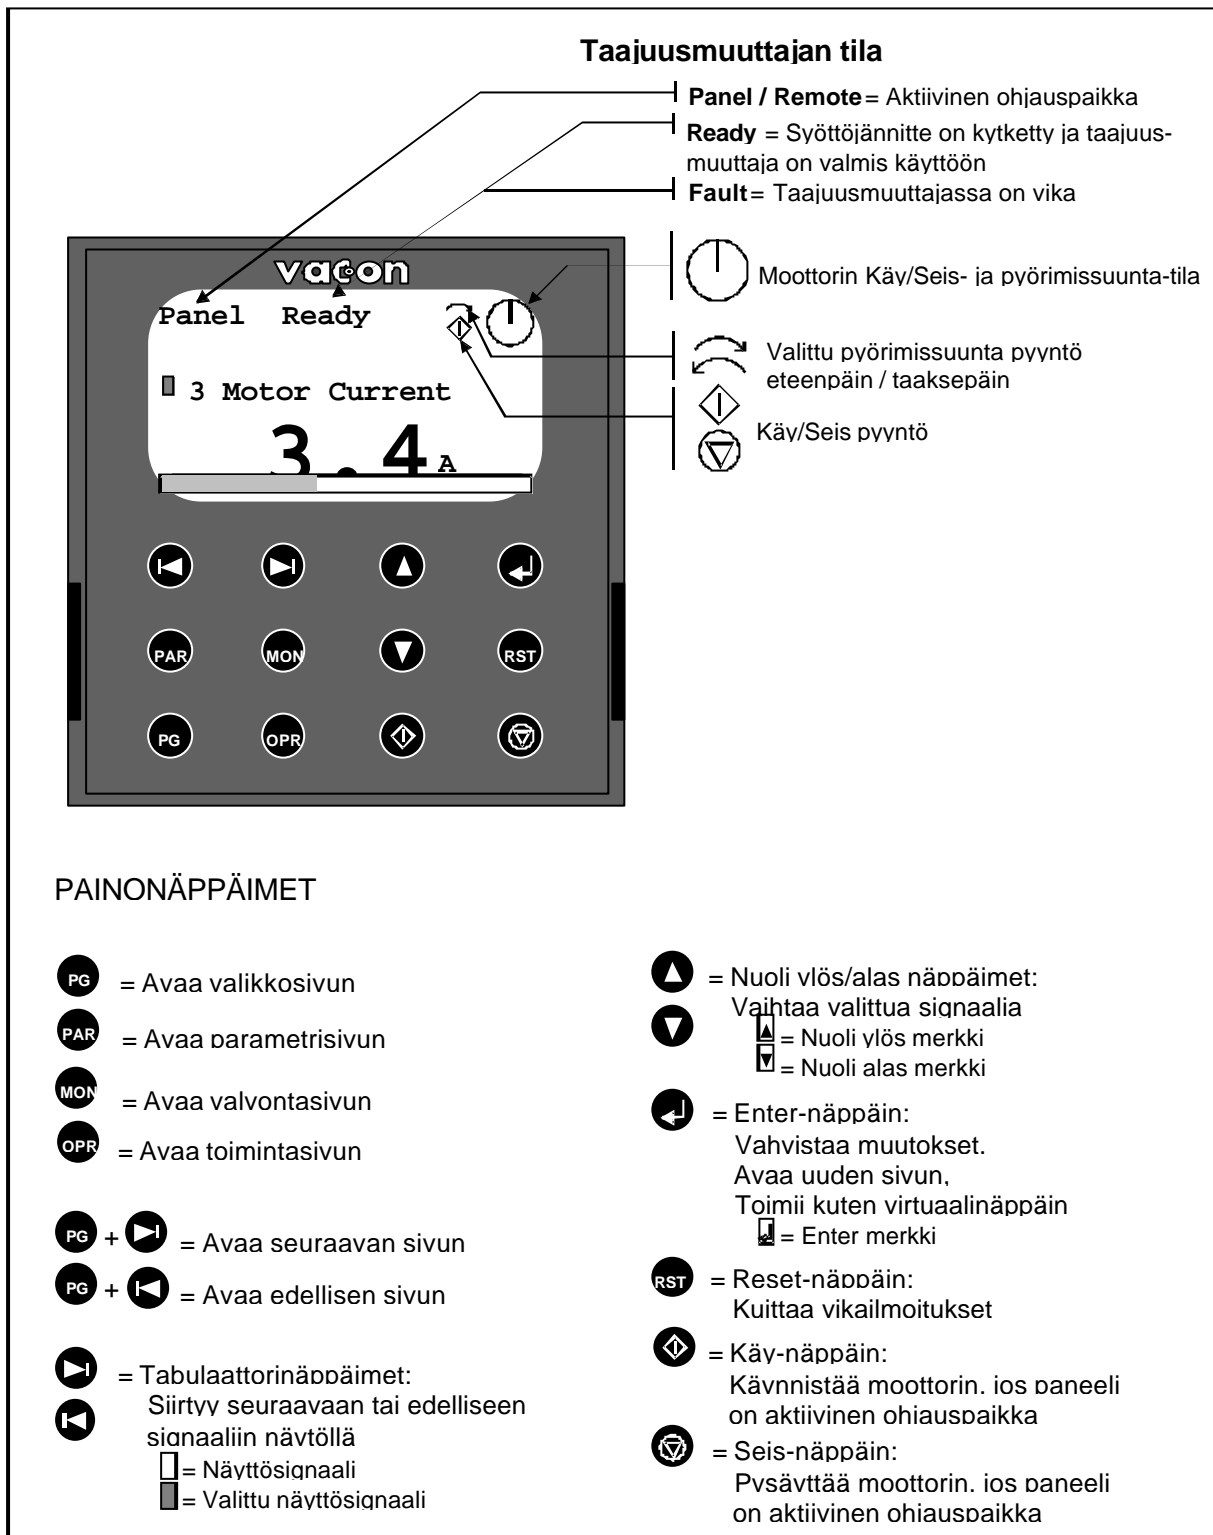 Taajuusmuuttajan tila
Panel / Remote = Aktiivinen ohjauspaikka
Ready = Syöttöjännitte on kytketty ja taajuus-
muuttaja on valmis käyttöön
Fault = Taajuusmuuttajassa on vika
vacon
Panel Ready
Moottorin Käy/Seis- ja pyörimissuunta-tila
Valittu pyörimissuunta pyyntö
eteenpäin / taaksepäin
3 Motor Current
Käy/Seis pyyntö
3.4 A
PAR MON RST
PG OPR
PAINONÄPPÄIMET
PG = Avaa valikkosivun
PAR = Avaa parametrisivun
MON = Avaa valvontasivun
OPR = Avaa toimintasivun
PG + = Avaa seuraavan sivun
PG + = Avaa edellisen sivun
= Tabulaattorinäppäimet:
Siirtyy seuraavaan tai edelliseen
signaaliin näytöllä
= Näyttösignaali
= Valittu näyttösignaali
= Nuoli ylös/alas näppäimet:
Vaihtaa valittua signaalia
= Nuoli ylös merkki
= Nuoli alas merkki
= Enter-näppäin:
Vahvistaa muutokset.
Avaa uuden sivun,
Toimii kuten virtuaalinäppäin
= Enter merkki
RST = Reset-näppäin:
Kuittaa vikailmoitukset
= Käy-näppäin:
Käynnistää moottorin, jos paneeli
on aktiivinen ohjauspaikka
= Seis-näppäin:
Pysäyttää moottorin, jos paneeli
on aktiivinen ohjauspaikka